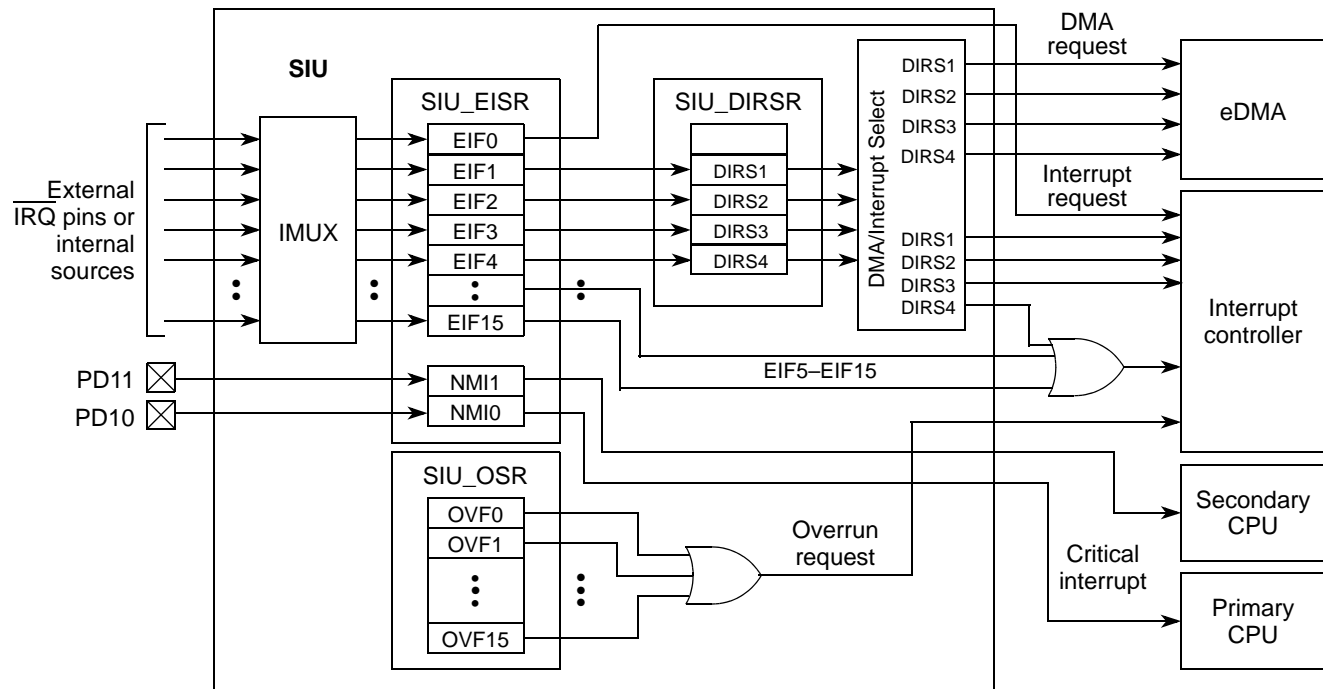 SIU
External
IRQ pins or
internal
sources
IMUX
PD11
PD10
SIU_EISR
EIF0
EIF1
EIF2
EIF3
EIF4
EIF15
NMI1
NMI0
SIU_OSR
OVF0
OVF1
OVF15
SIU_DIRSR
DIRS1
DIRS2
DIRS3
DIRS4
DMA/Interrupt Select
DIRS1
DIRS2
DIRS3
DIRS4
DIRS1
DIRS2
DIRS3
DIRS4
EIF5–EIF15
Overrun
request
DMA
request
Interrupt
request
Critical
interrupt
eDMA
Interrupt
controller
Secondary
CPU
Primary
CPU